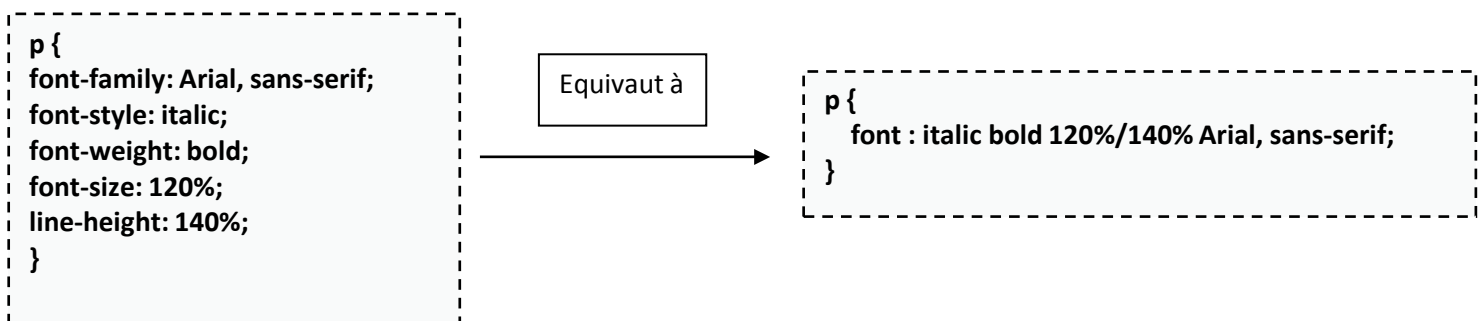 p {
font-family: Arial, sans-serif;
font-style: italic;
font-weight: bold;
font-size: 120%;
line-height: 140%;
}
Equivaut à
p {
font : italic bold 120%/140% Arial, sans-serif;
}